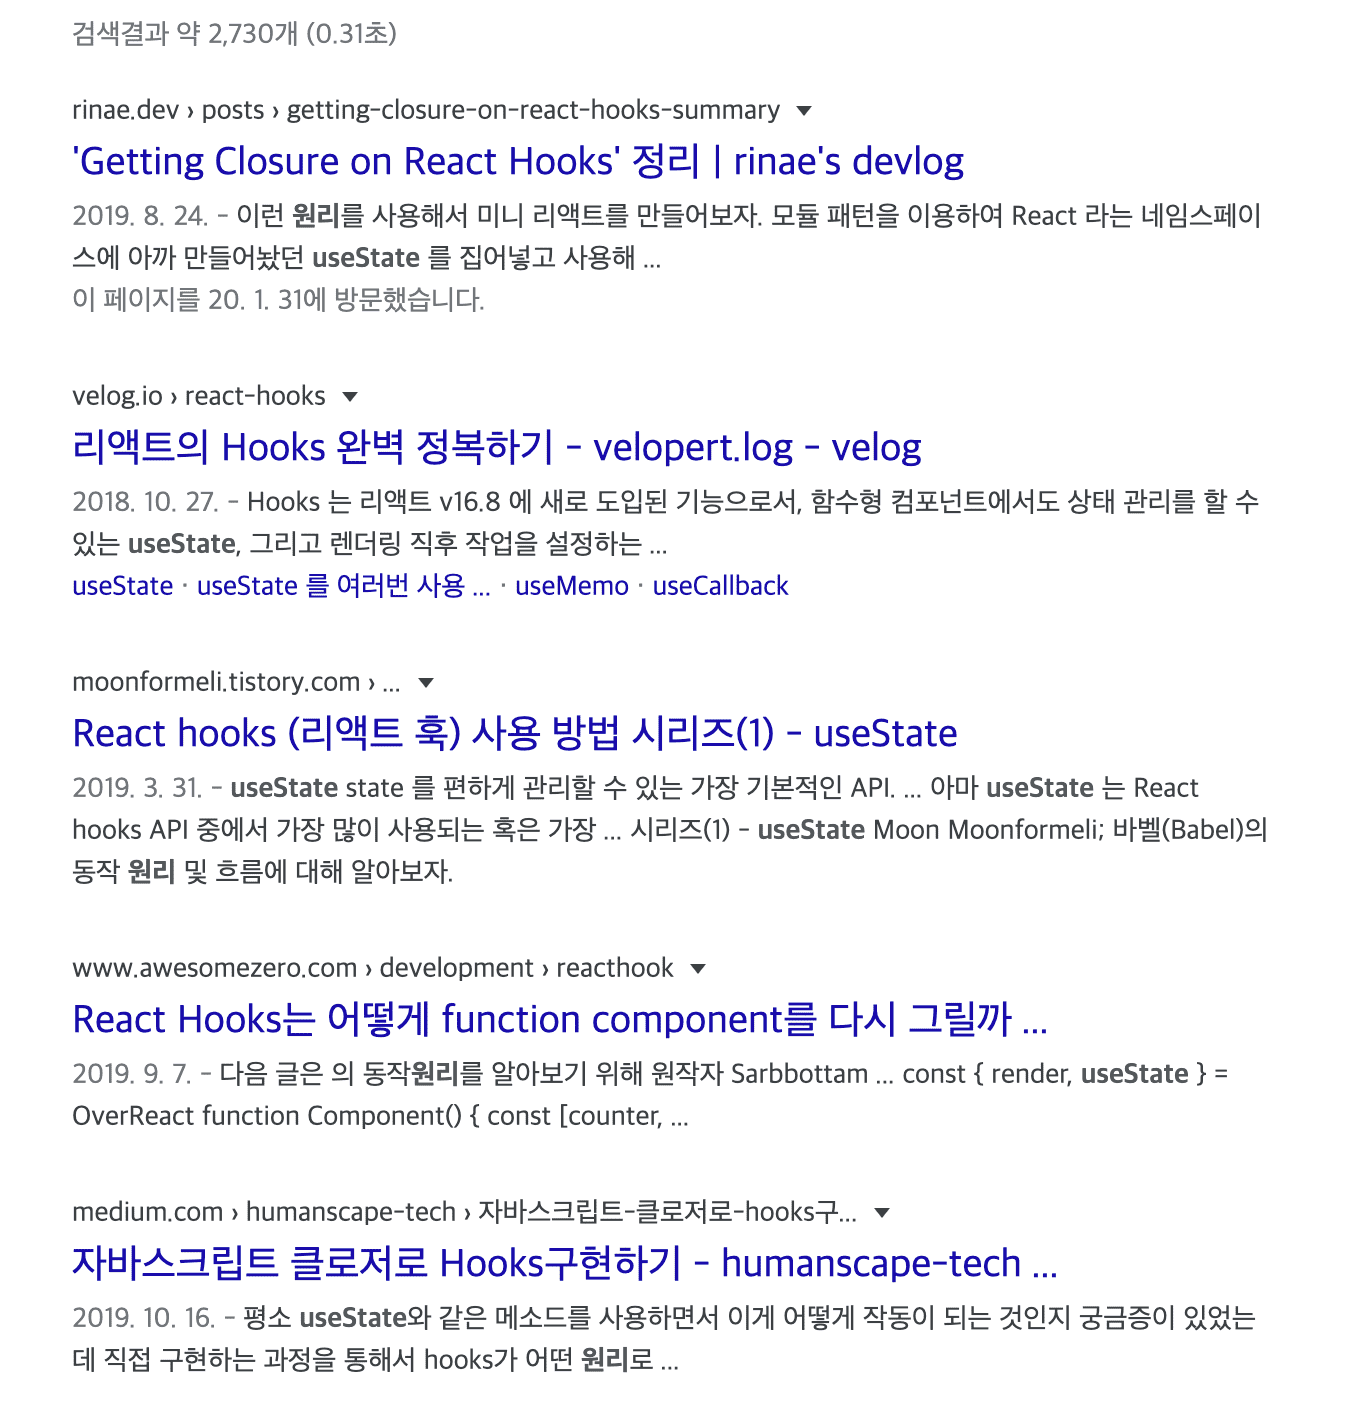 검색결과 약 2,730개 (0.31초)
rinae.dev › posts › getting-closure-on-react-hooks-summary ▼
'Getting Closure on React Hooks' 정리 | rinae's devlog
2019. 8. 24. - 이런 원리를 사용해서 미니 리액트를 만들어보자. 모듈 패턴을 이용하여 React 라는 네임스페이
스에 아까 만들어놨던 useState 를 집어넣고 사용해 ...
이 페이지를 20. 1. 31에 방문했습니다.
velog.io › react-hooks ▼
리액트의 Hooks 완벽 정복하기 - velopert.log - velog
2018. 10. 27. - Hooks 는 리액트 v16.8 에 새로 도입된 기능으로서, 함수형 컴포넌트에서도 상태 관리를 할 수
있는 useState, 그리고 렌더링 직후 작업을 설정하는 ...
useState · useState 를 여러번 사용 ... · useMemo · useCallback
moonformeli.tistory.com › ... ▼
React hooks (리액트 훅) 사용 방법 시리즈(1) - useState
2019. 3. 31. - useState state 를 편하게 관리할 수 있는 가장 기본적인 API. ... 아마 useState 는 React
hooks API 중에서 가장 많이 사용되는 혹은 가장 ... 시리즈(1) - useState Moon Moonformeli; 바벨(Babel)의
동작 원리 및 흐름에 대해 알아보자.
www.awesomezero.com › development › reacthook ▼
React Hooks는 어떻게 function component를 다시 그릴까 ...
2019. 9. 7. - 다음 글은 의 동작원리를 알아보기 위해 원작자 Sarbbottam ... const { render, useState } =
OverReact function Component() { const [counter, ...
medium.com › humanscape-tech › 자바스크립트-클로저로-hooks구... ▼
자바스크립트 클로저로 Hooks구현하기 - humanscape-tech ...
2019. 10. 16. - 평소 useState와 같은 메소드를 사용하면서 이게 어떻게 작동이 되는 것인지 궁금증이 있었는
데 직접 구현하는 과정을 통해서 hooks가 어떤 원리로 ...